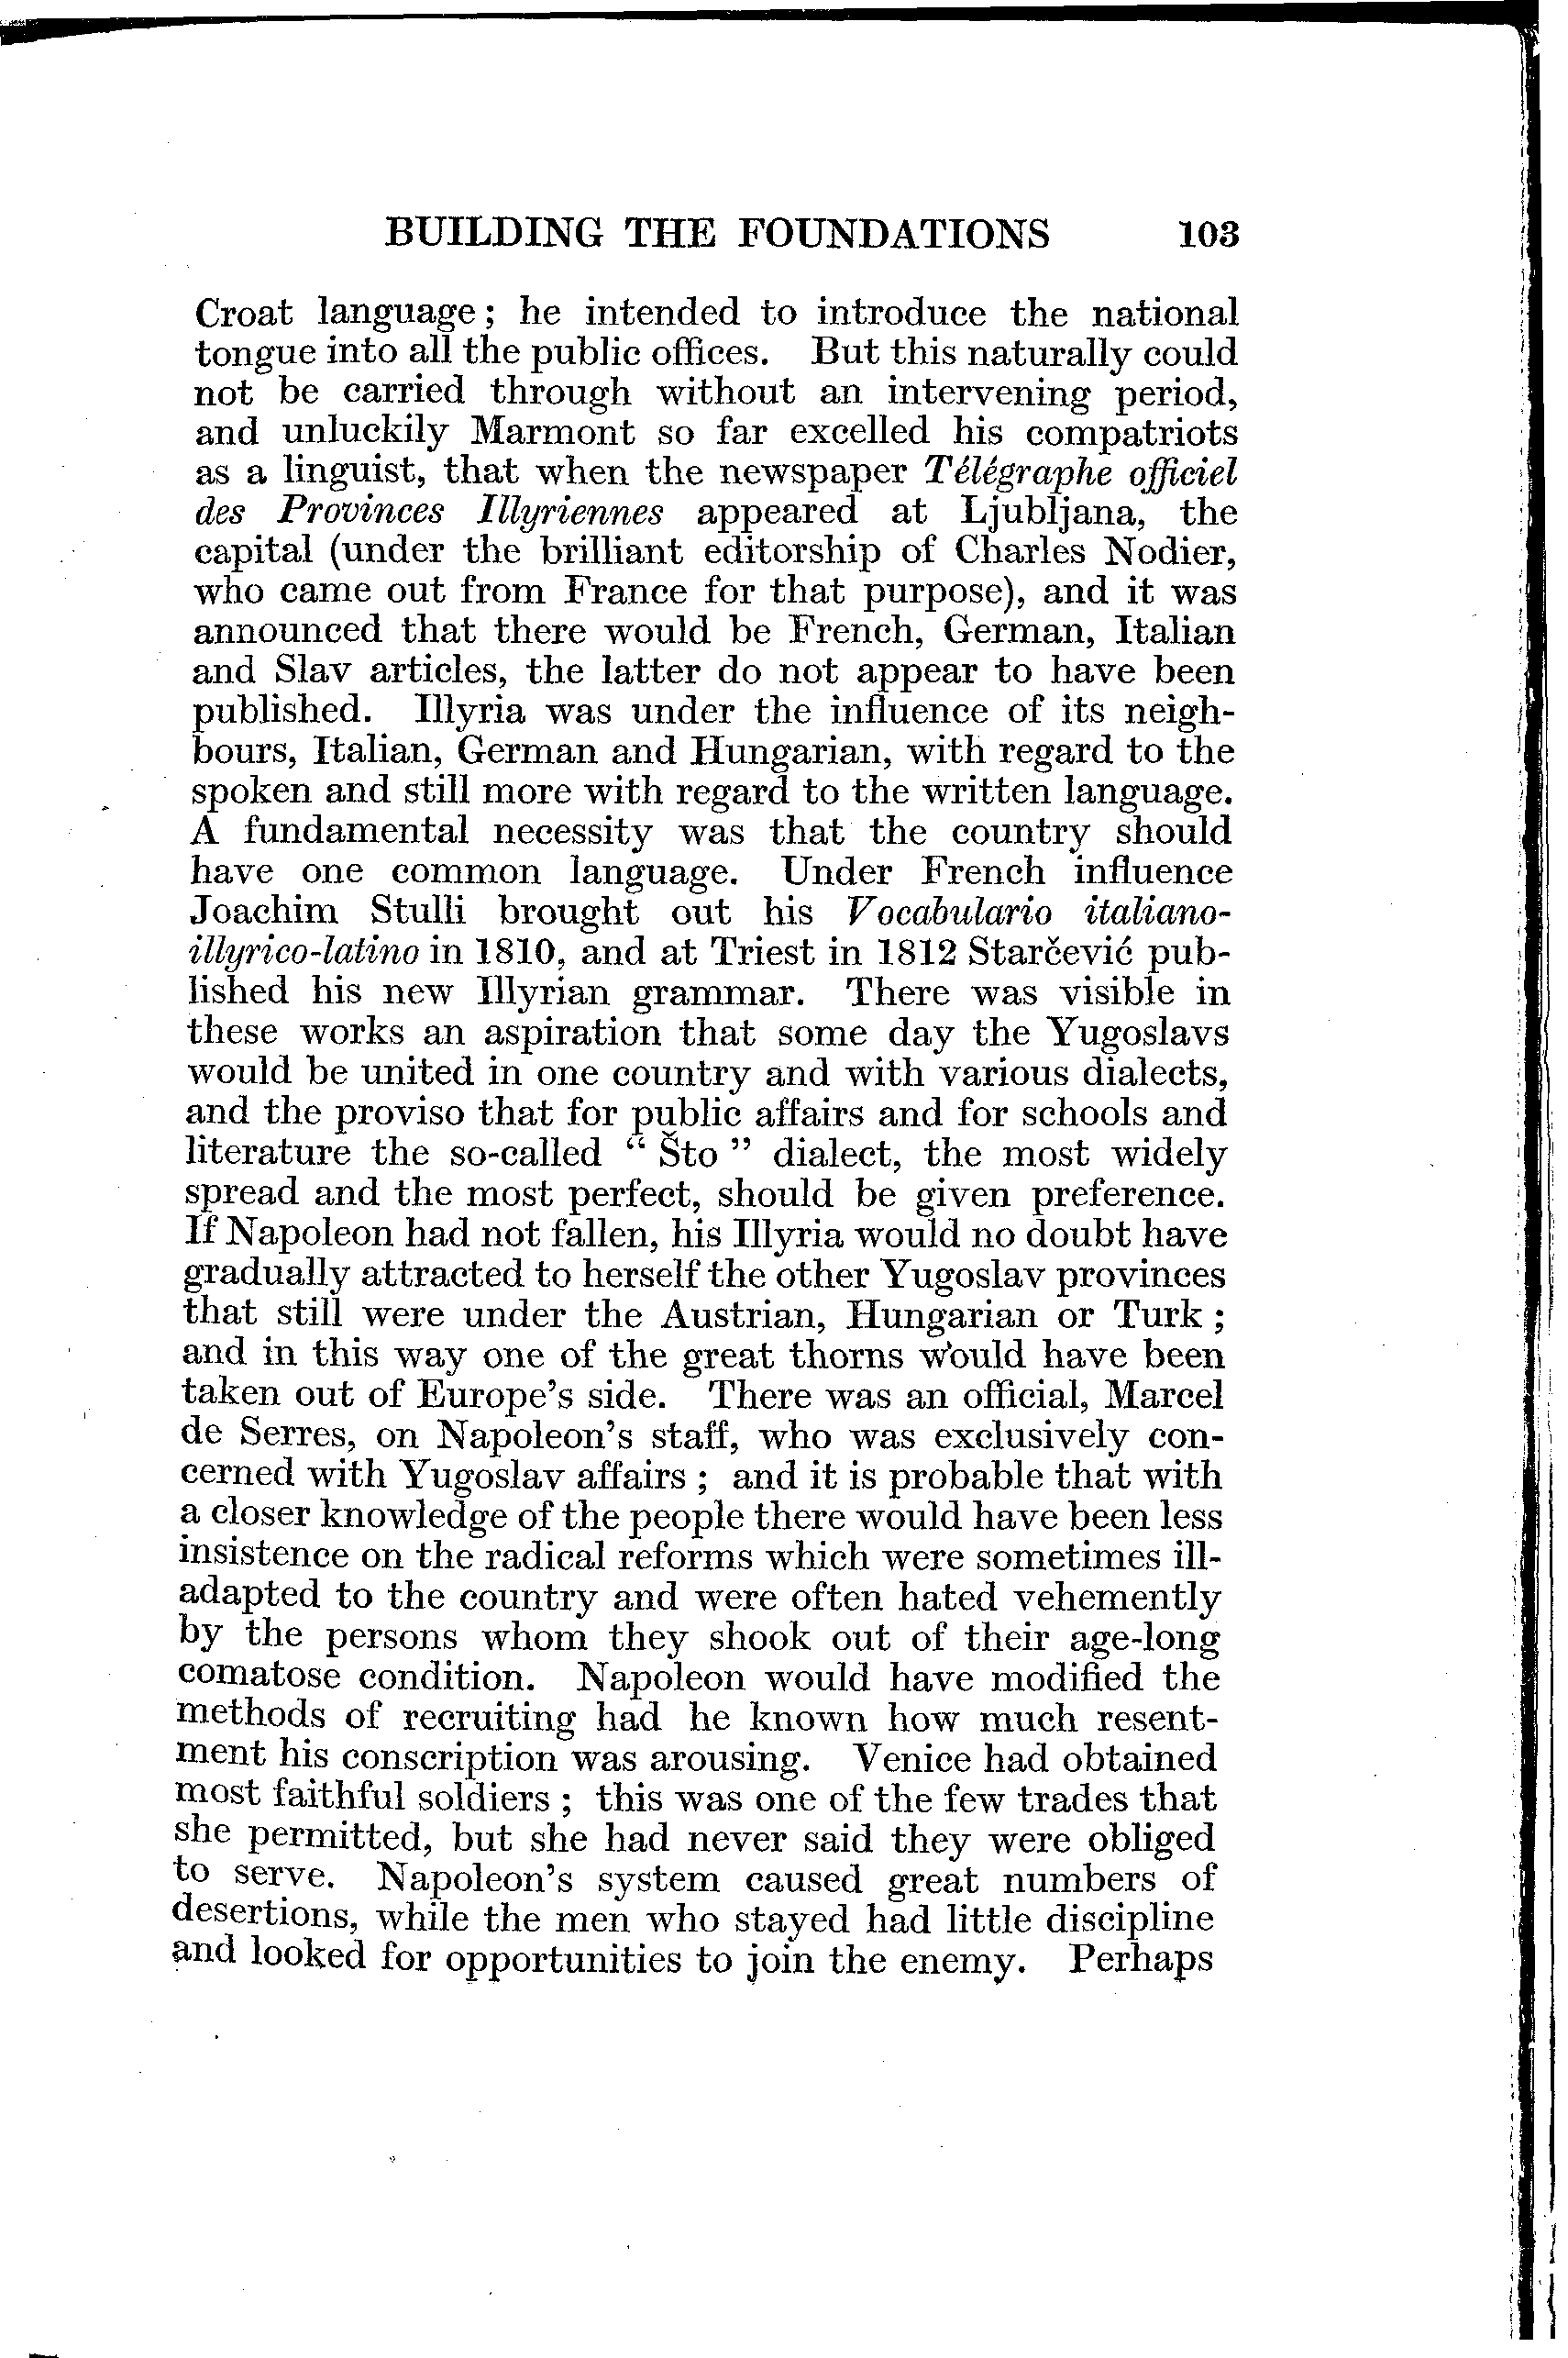 BUILDING THE FOUNDATIONS 103
Croat language; he intended to introduce the national
tongue into all the public offices. But this naturally could
not be carried through without an intervening period,
and unluckily Marmont so far excelled his compatriots
as a linguist, that when the newspaper Télégraphe officiel
des Provinces Illyriennes appeared at Ljubljana, the
capital (under the brilliant editorship of Charles Nodier,
who came out from France for that purpose), and it was
announced that there would be French, German, Italian
and Slav articles, the latter do not appear to have been
published. Illyria was under the influence of its neigh-
bours, Italian, German and Hungarian, with regard to the
spoken and still more with regard to the written language.
A fundamental necessity was that the country should
have one common language. Under French influence
Joachim Stulli brought out his Vocabulario italiano-
illyrico-latino in 1810, and at Triest in 1812 Starčević pub-
lished his new Illyrian grammar. There was visible in
these works an aspiration that some day the Yugoslavs
would be united in one country and with various dialects,
and the proviso that for public affairs and for schools and
literature the so-called “ Što ” dialect, the most widely
spread and the most perfect, should be given preference.
If Napoleon had not fallen, his Illyria would no doubt have
gradually attracted to herself the other Yugoslav provinces
that still were under the Austrian, Hungarian or Turk ;
and in this way one of the great thorns would have been
taken out of Europe’s side. There was an official, Marcel
de Serres, on Napoleon’s staff, who was exclusively con-
cerned with Yugoslav affairs ; and it is probable that with
a closer knowledge of the people there would have been less
insistence on the radical reforms which were sometimes ill-
adapted to the country and were often hated vehemently
by the persons whom they shook out of their age-long
comatose condition. Napoleon would have modified the
methods of recruiting had he known how much resent-
ment his conscription was arousing. Venice had obtained
most faithful soldiers ; this was one of the few trades that
she permitted, but she had never said they were obliged
to serve. Napoleon’s system caused great numbers of
desertions, while the men who stayed had little discipline
and looked for opportunities to join the enemy. Perhaps